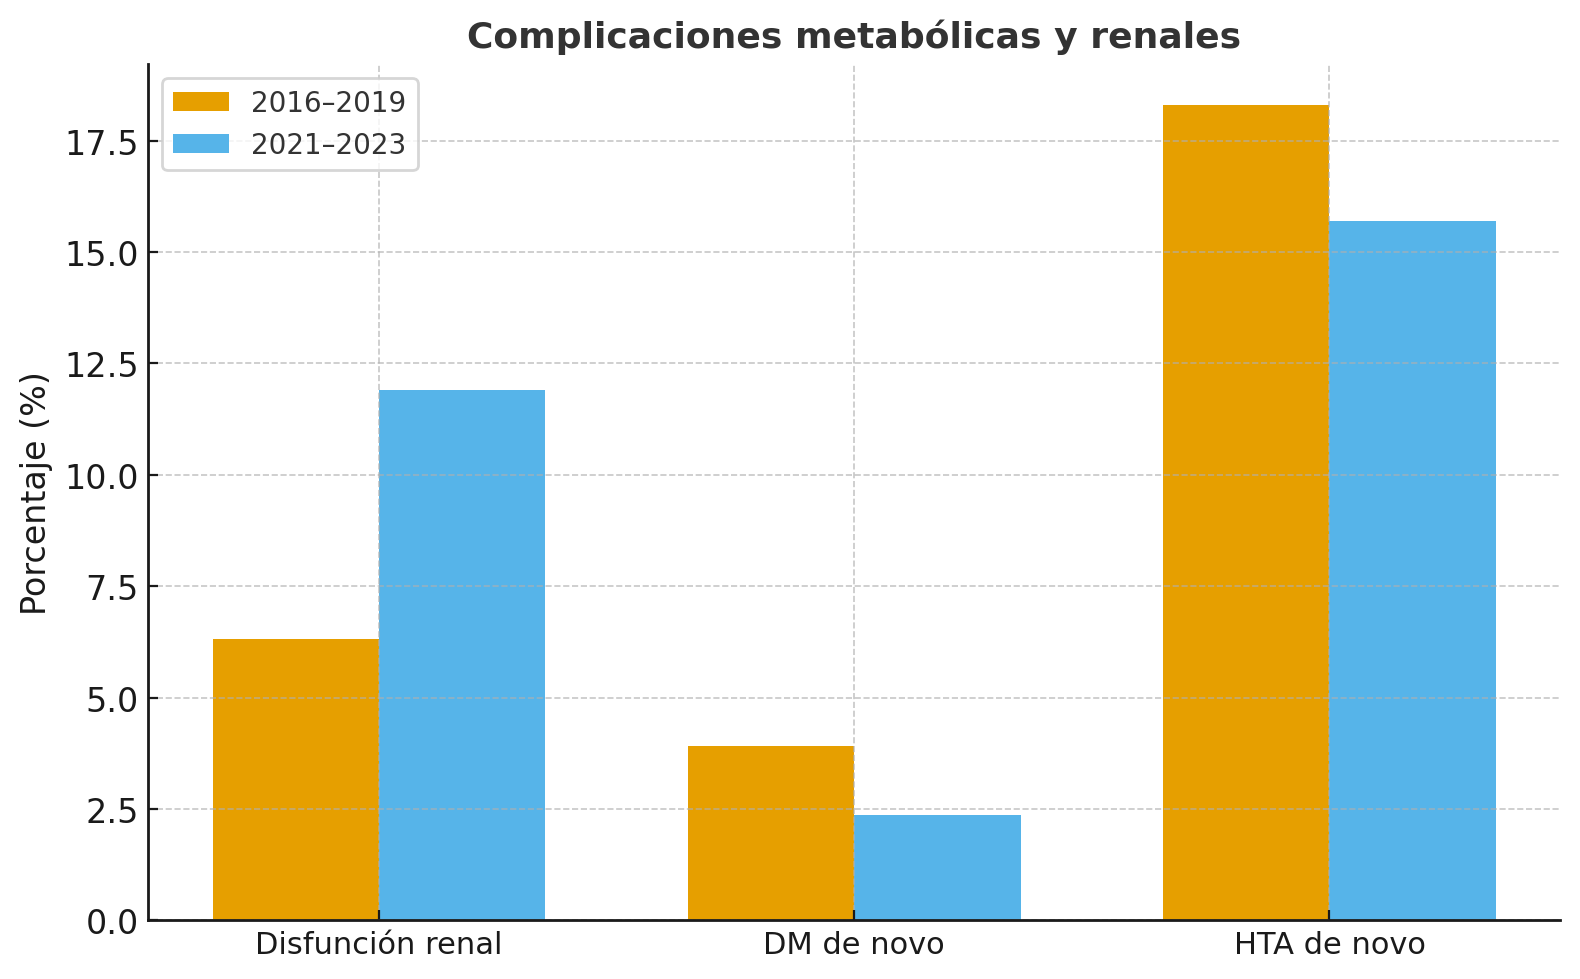 Complicaciones metabólicas y renales
2016–2019
2021–2023
Porcentaje (%)
17.5
15.0
12.5
10.0
7.5
5.0
2.5
0.0
Disfunción renal
DM de novo
HTA de novo